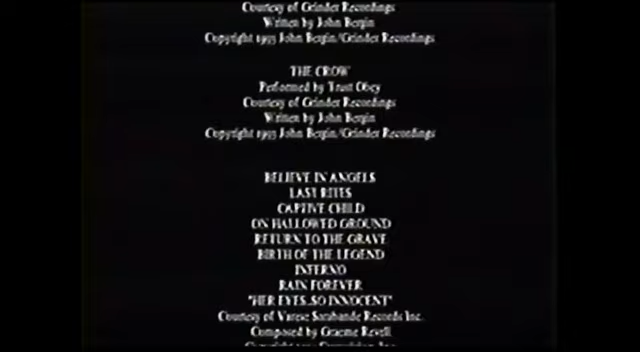 Courtesy of Grinder Recordings
Written by John Bergin
Copyright 1993 John Bergin/Grinder Recordings
THE CROW
Performed by Trust Obey
Courtesy of Grinder Recordings
Written by John Bergin
Copyright 1993 John Bergin/Grinder Recordings
BELIEVE IN ANGELS
LAST RITES
CAPTIVE CHILD
ON HALLOWED GROUND
RETURN TO THE GRAVE
BIRTH OF THE LEGEND
INFERNO
RAIN FOREVER
"HER EYES..SO INNOCENT"
Courtesy of Varese Sarabande Records Inc.
Composed by Graeme Revell
Copyright